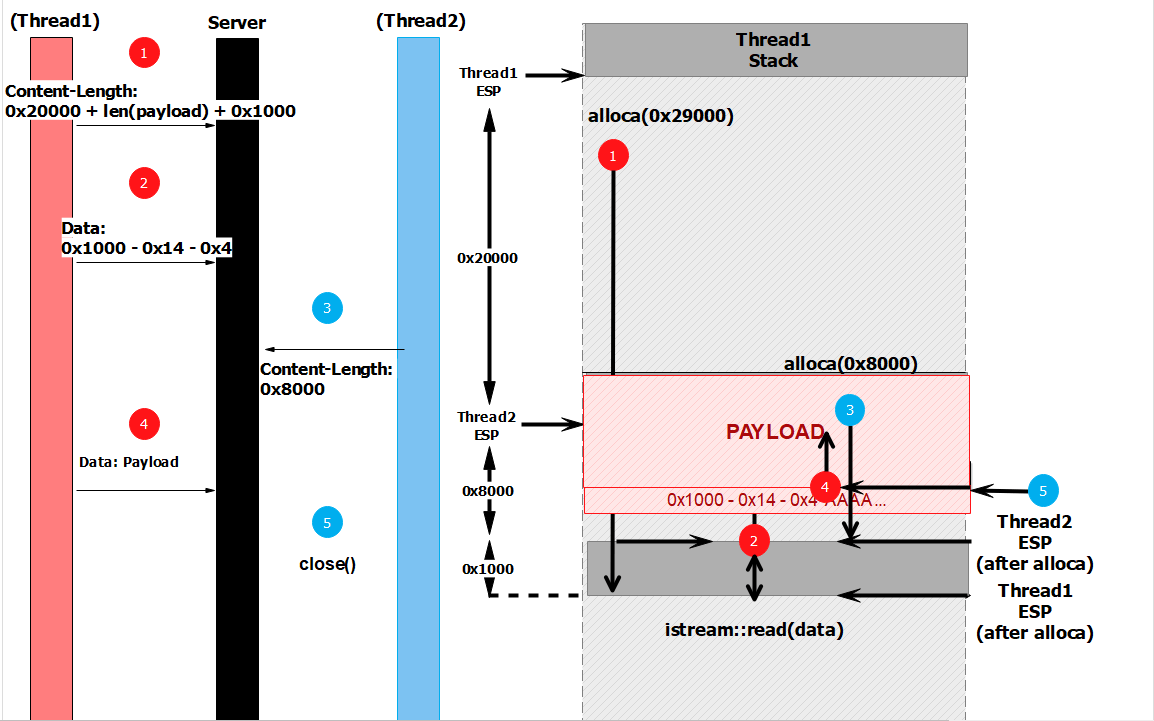 (Thread1)
Server
(Thread2)
1
Content-Length:
0x20000 + len(payload) + 0x1000
2
Data:
0x1000 - 0x14 - 0x4
3
Content-Length:
0x8000
4
Data: Payload
5
close()
Thread1
ESP
0x20000
Thread2
ESP
0x8000
0x1000
Thread1
Stack
alloca(0x29000)
1
alloca(0x8000)
3
PAYLOAD
4
0x1000 - 0x14 - 0x4 AAAA...
5
2
Thread2
ESP
(after alloca)
Thread1
ESP
(after alloca)
istream::read(data)